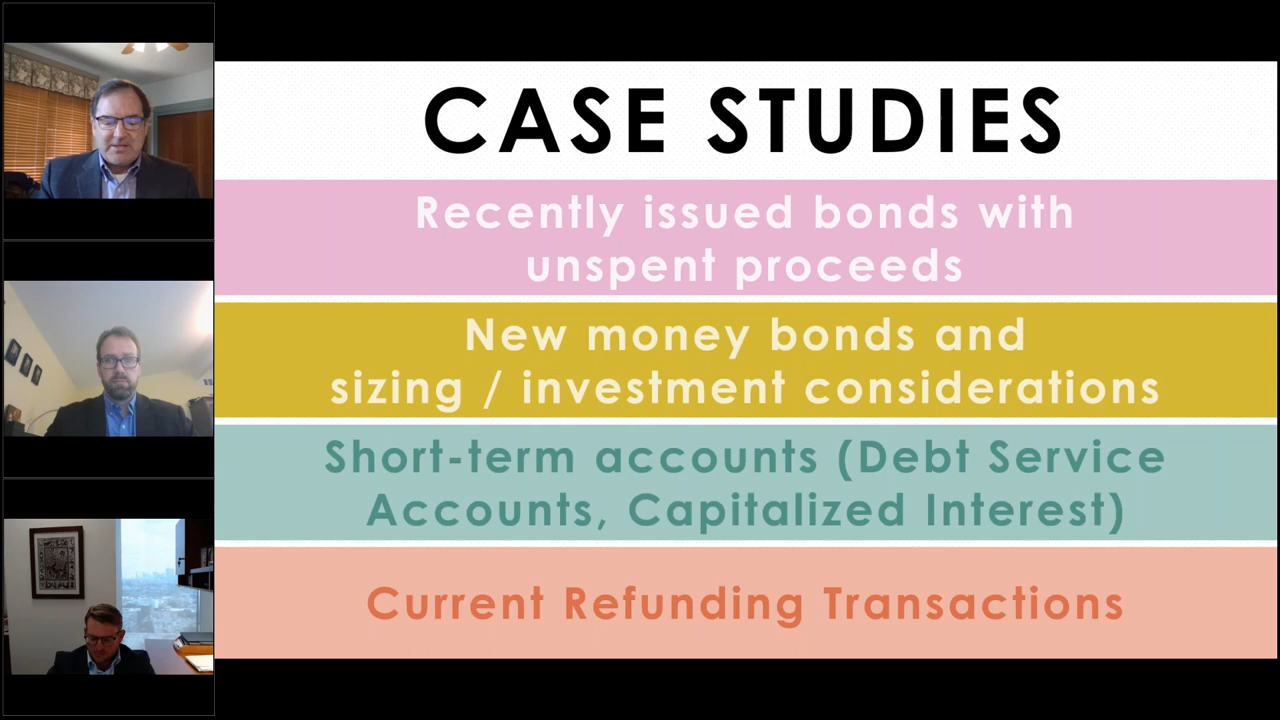 CASE STUDIES
Recently issued bonds with
unspent proceeds
New money bonds and
sizing / investment considerations
Short-term accounts (Debt Service
Accounts, Capitalized Interest)
Current Refunding Transactions